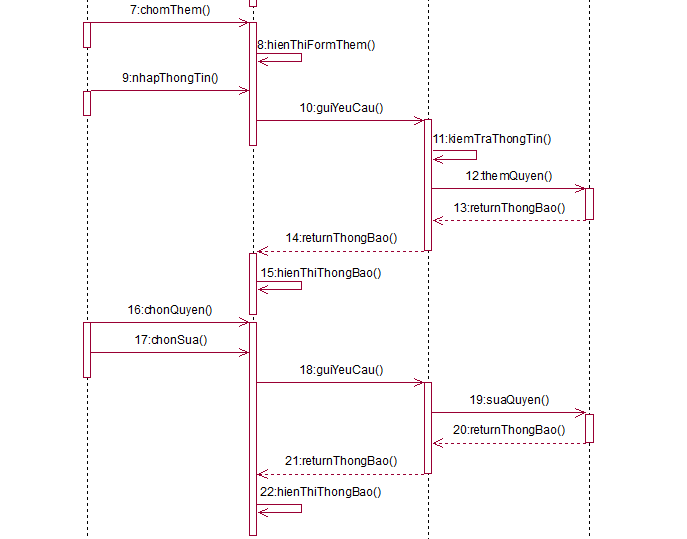 7:chomThem()
8:hienThiFormThem()
9:nhapThongTin()
10:guiYeuCau()
11:kiemTraThongTin()
12:themQuyen()
13:returnThongBao()
14:returnThongBao()
15:hienThiThongBao()
16:chonQuyen()
17:chonSua()
18:guiYeuCau()
19:suaQuyen()
20:returnThongBao()
21:returnThongBao()
22:hienThiThongBao()